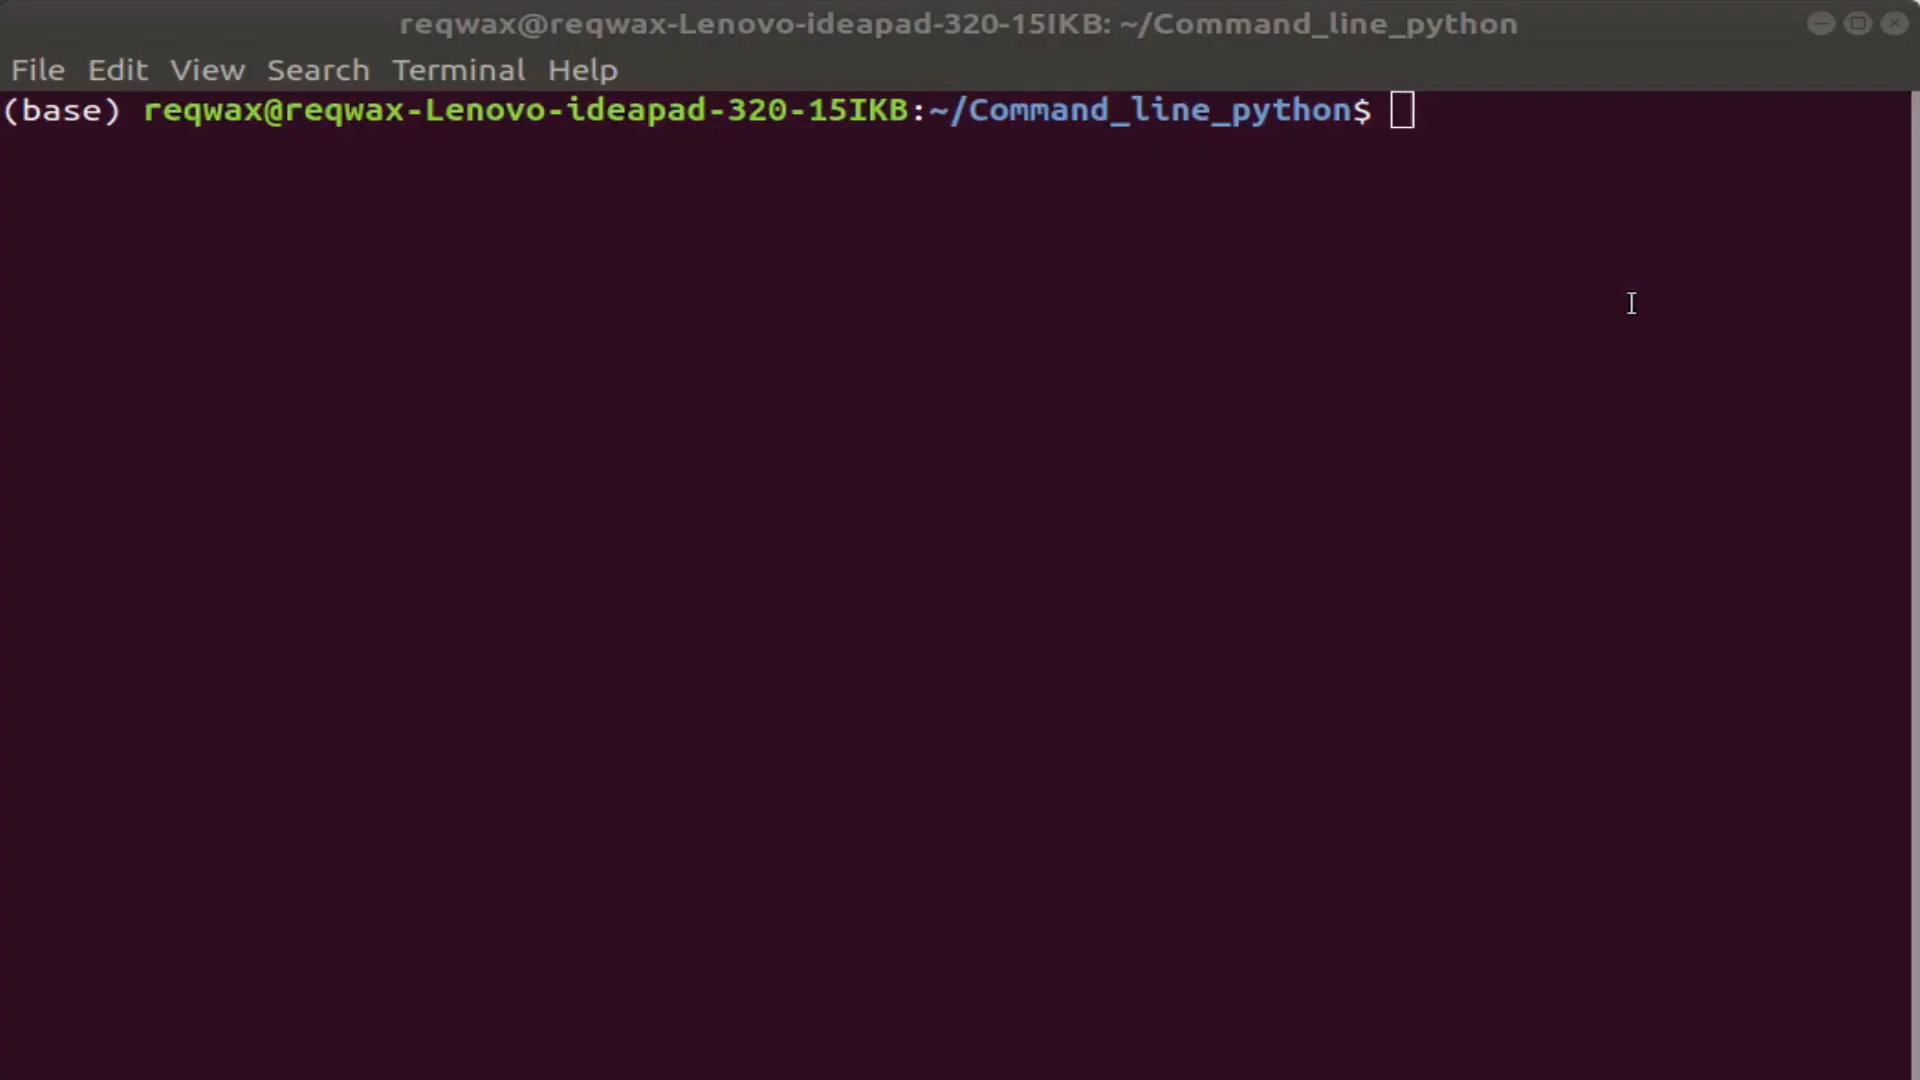 reqwax@reqwax-Lenovo-ideapad-320-15IKB: ~/Command_line_python
File Edit View Search Terminal Help
(base) reqwax@reqwax-Lenovo-ideapad-320-15IKB:~/Command_line_python$